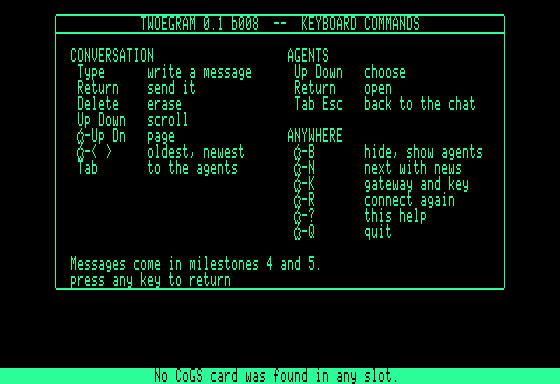 TWOEGRAM 0.1 b008 -- KEYBOARD COMMANDS
CONVERSATION
Type write a message
Return send it
Delete erase
Up Down scroll
-Up Dn page
-< > oldest, newest
Tab to the agents
AGENTS
Up Down choose
Return open
Tab Esc back to the chat
ANYWHERE
-B hide, show agents
-N next with news
-K gateway and key
-R connect again
-? this help
-Q quit
Messages come in milestones 4 and 5.
press any key to return
No CoGS card was found in any slot.